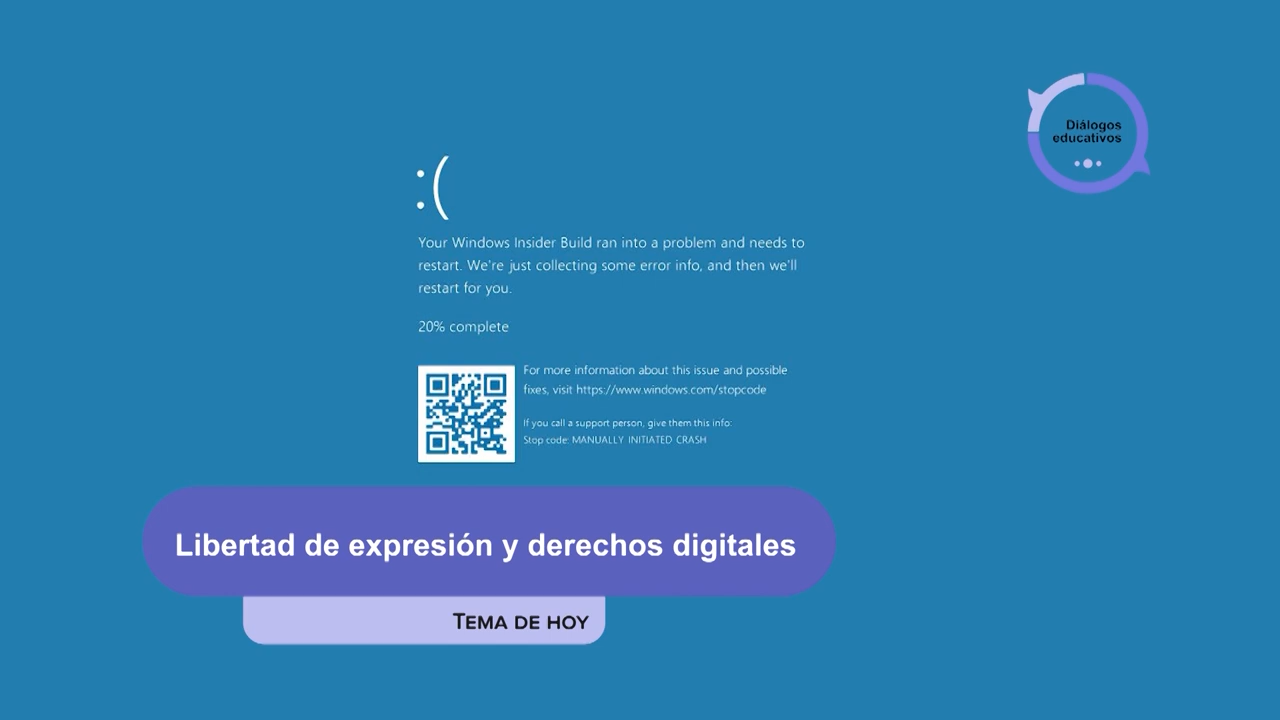 Diálogos
educativos
:(
Your Windows Insider Build ran into a problem and needs to
restart. We're just collecting some error info, and then we'll
restart for you.
20% complete
For more information about this issue and possible
fixes, visit https://www.windows.com/stopcode
If you call a support person, give them this info:
Stop code: MANUALLY INITIATED CRASH
Libertad de expresión y derechos digitales
TEMA DE HOY